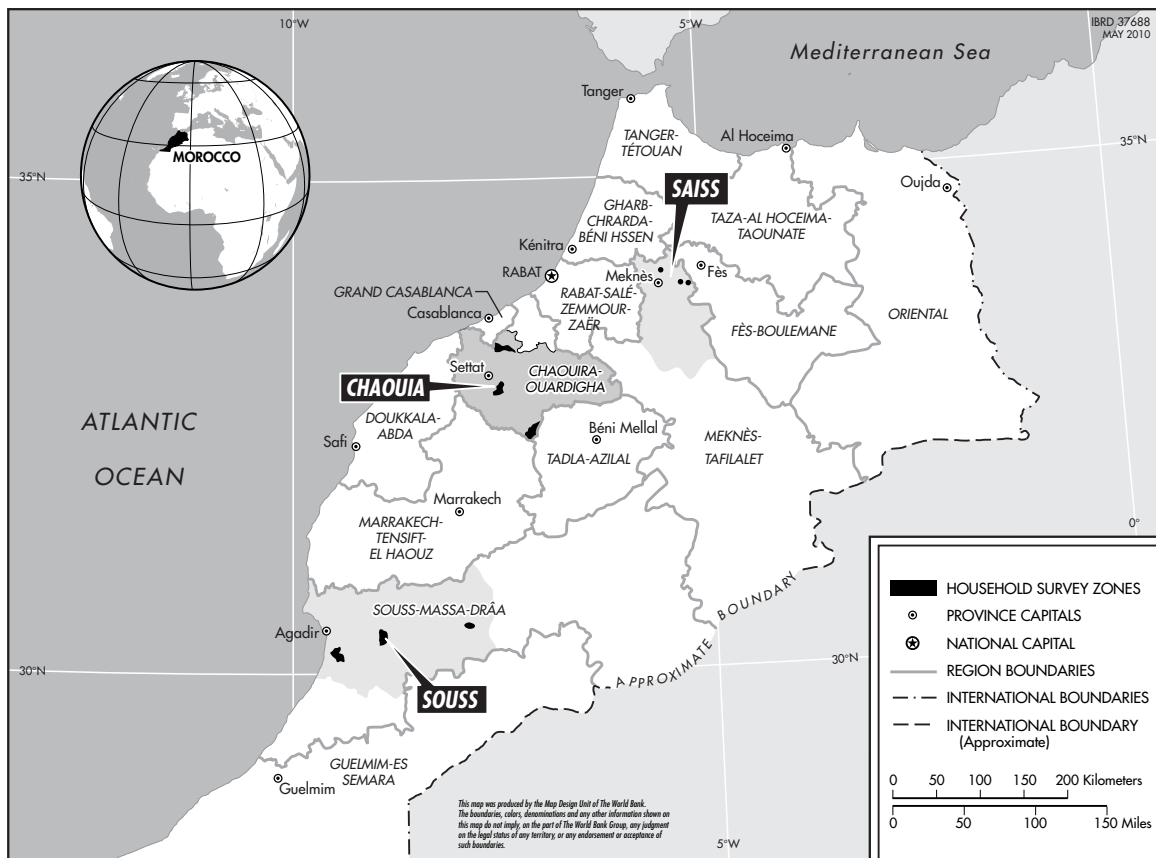 10°W
5°W
IBRD 37688
MAY 2010
Mediterranean Sea
Tanger
TANGER-
TÉTOUAN
Al Hoceima
35°N
MOROCCO
35°N
SAISS
Oujda
GHARB-
CHRARDA-
BÉNI HSSEN
TAZA-AL HOCEIMA-
TAOUNATE
Kénitra
RABAT
Meknès
Fès
GRAND CASABLANCA
RABAT-SALÉ-
ZEMMOUR-
ZAËR
Casablanca
FÈS-BOULEMANE
ORIENTAL
Settat
CHAOUIRA-
OUARDIGHA
CHAOUIA
ATLANTIC
OCEAN
DOUKKALA-
ABDA
Safi
Béni Mellal
TADLA-AZILAL
MEKNÈS-
TAFILALET
Marrakech
MARRAKECH-
TENSIFT-
EL HAOUZ
0°
SOUSS-MASSA-DRÂA
Agadir
APPROXIMATE BOUNDARY
30°N
30°N
SOUSS
GUELMIM-ES
SEMARA
Guelmim
HOUSEHOLD SURVEY ZONES
PROVINCE CAPITALS
NATIONAL CAPITAL
REGION BOUNDARIES
INTERNATIONAL BOUNDARIES
INTERNATIONAL BOUNDARY
(Approximate)
0 50 100 150 200 Kilometers
0 50 100 150 Miles
This map was produced by the Map Design Unit of The World Bank.
The boundaries, colors, denominations and any other information shown on
this map do not imply, on the part of The World Bank Group, any judgment
on the legal status of any territory, or any endorsement or acceptance of
such boundaries.
5°W